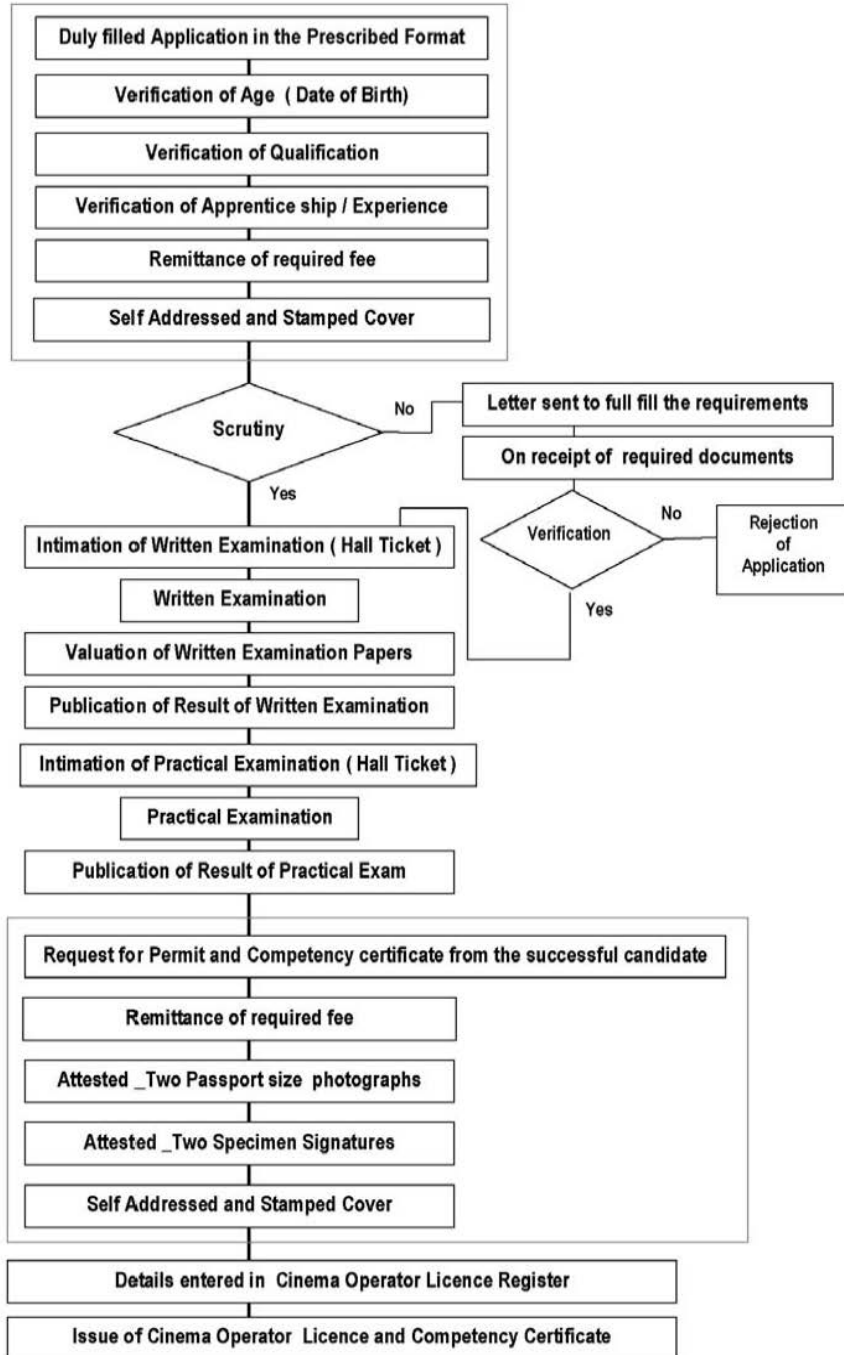 Duly filled Application in the Prescribed Format
Verification of Age ( Date of Birth)
Verification of Qualification
Verification of Apprentice ship / Experience
Remittance of required fee
Self Addressed and Stamped Cover
Scrutiny
No
Letter sent to full fill the requirements
On receipt of required documents
Yes
Verification
No
Rejection
of
Application
Yes
Intimation of Written Examination ( Hall Ticket )
Written Examination
Valuation of Written Examination Papers
Publication of Result of Written Examination
Intimation of Practical Examination ( Hall Ticket )
Practical Examination
Publication of Result of Practical Exam
Request for Permit and Competency certificate from the successful candidate
Remittance of required fee
Attested _Two Passport size photographs
Attested _Two Specimen Signatures
Self Addressed and Stamped Cover
Details entered in Cinema Operator Licence Register
Issue of Cinema Operator Licence and Competency Certificate